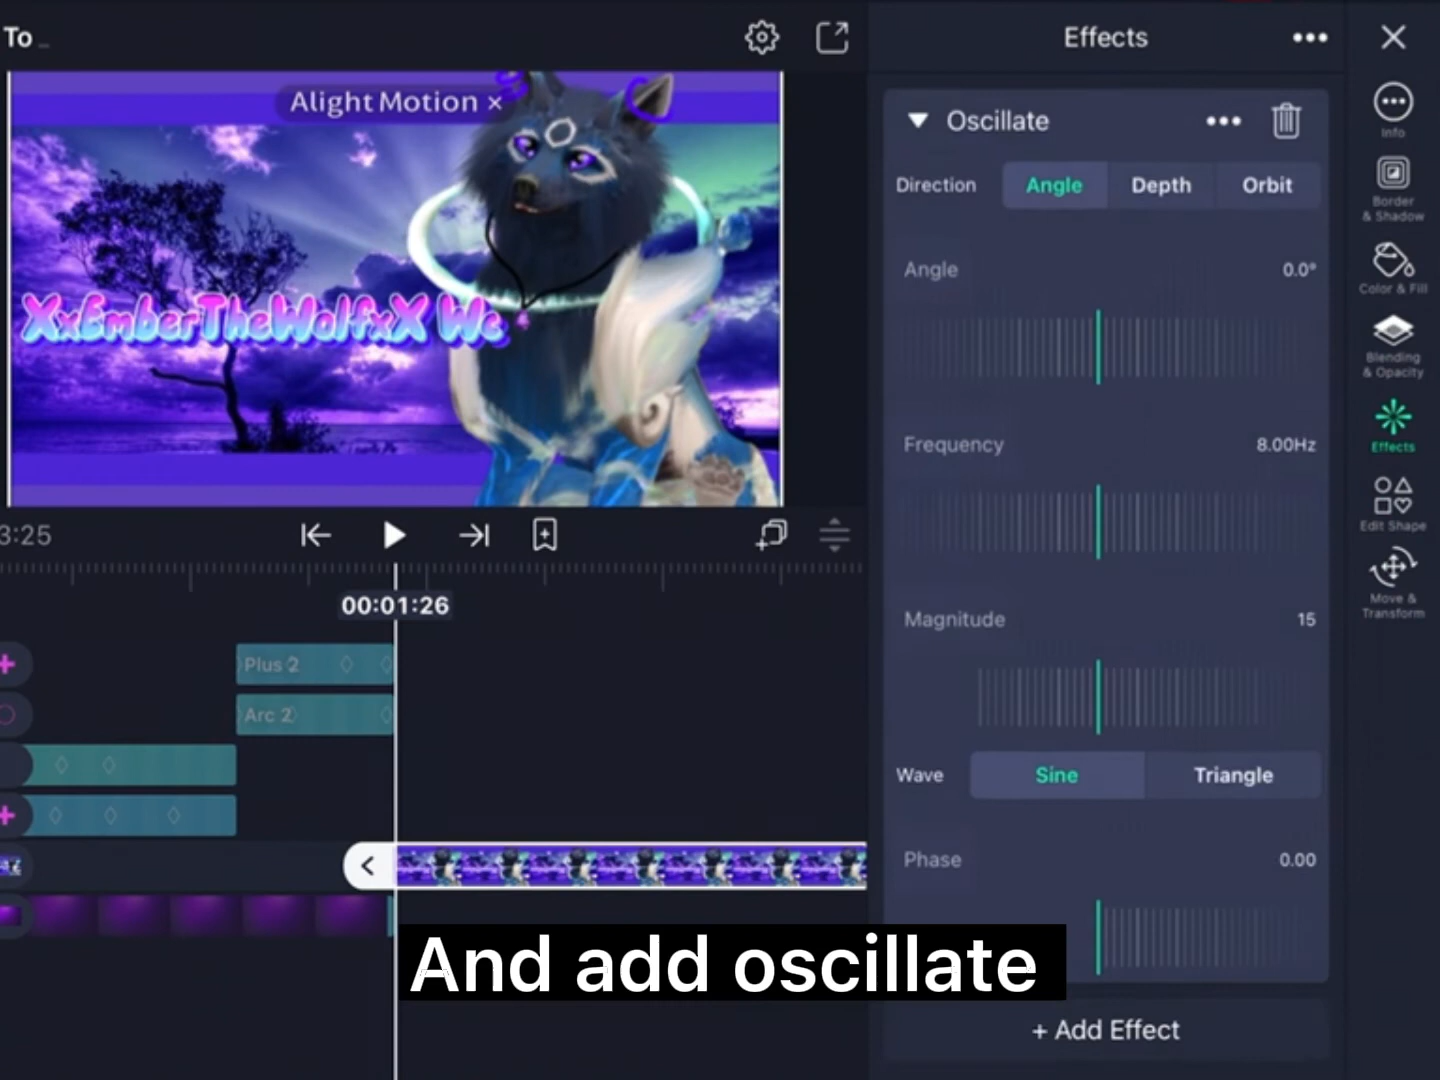 To
Alight Motion ×
XxEmberTheWolfxX We
3:25
00:01:26
Plus 2
Arc 2
Effects
Oscillate
Direction Angle Depth Orbit
Angle 0.0°
Frequency 8.00Hz
Magnitude 15
Wave Sine Triangle
Phase 0.00
+ Add Effect
Info
Border
& Shadow
Color & Fill
Blending
& Opacity
Effects
Edit Shape
Move &
Transform
And add oscillate